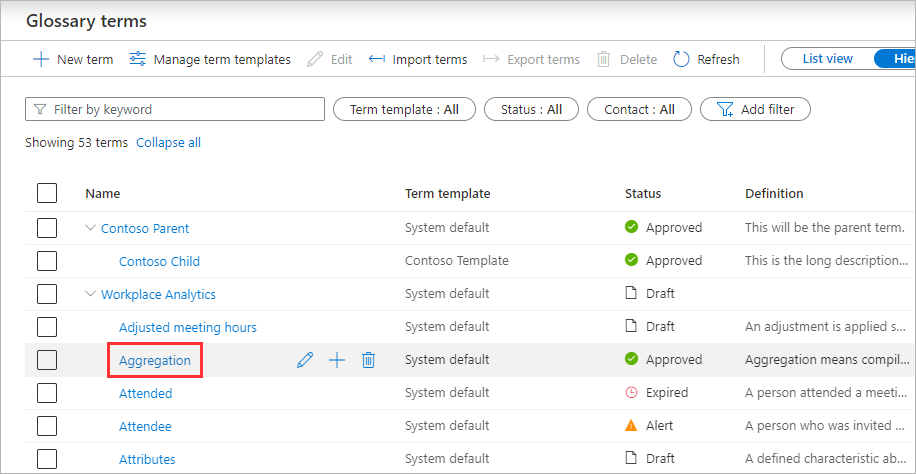 Glossary terms
New term Manage term templates Edit Import terms Export terms Delete Refresh List view Hie
Filter by keyword Term template : All Status : All Contact : All Add filter
Showing 53 terms Collapse all
Name Term template Status Definition
Contoso Parent System default Approved This will be the parent term.
Contoso Child Contoso Template Approved This is the long description...
Workplace Analytics System default Draft
Adjusted meeting hours System default Draft An adjustment is applied s...
Aggregation System default Approved Aggregation means compil...
Attended System default Expired A person attended a meeti...
Attendee System default Alert A person who was invited ...
Attributes System default Draft A defined characteristic ab...